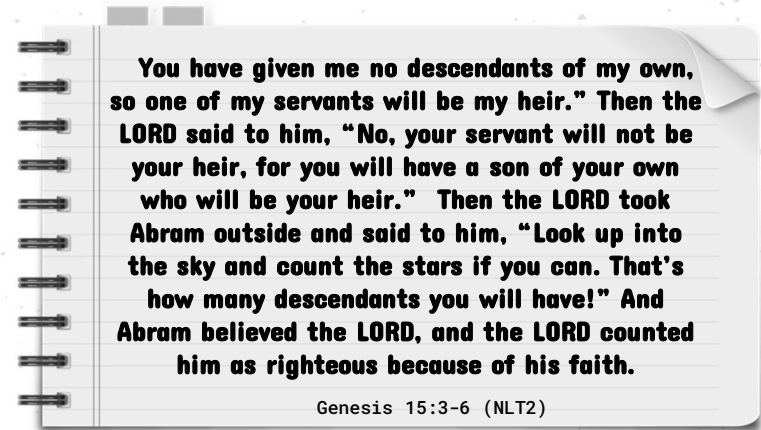 You have given me no descendants of my own,
so one of my servants will be my heir.” Then the
LORD said to him, “No, your servant will not be
your heir, for you will have a son of your own
who will be your heir.”  Then the LORD took
Abram outside and said to him, “Look up into
the sky and count the stars if you can. That’s
how many descendants you will have!” And
Abram believed the LORD, and the LORD counted
him as righteous because of his faith.
Genesis 15:3-6 (NLT2)